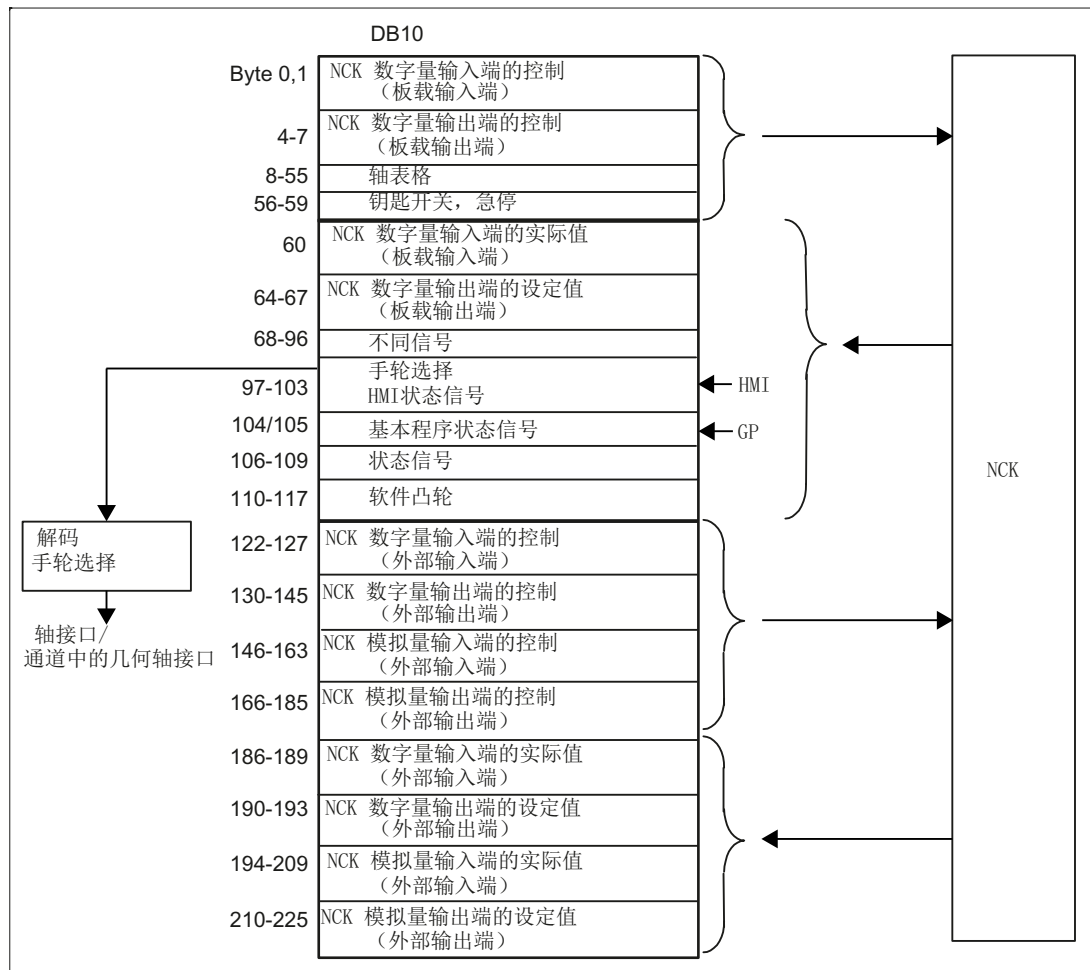 DB10
Byte 0,1
NCK 数字量输入端的控制
（板载输入端）
4-7
NCK 数字量输出端的控制
（板载输出端）
8-55
轴表格
56-59
钥匙开关，急停
60
NCK 数字量输入端的实际值
（板载输入端）
64-67
NCK 数字量输出端的设定值
（板载输出端）
68-96
不同信号
97-103
手轮选择
HMI状态信号
HMI
104/105
基本程序状态信号
GP
106-109
状态信号
110-117
软件凸轮
NCK
解码
手轮选择
轴接口/
通道中的几何轴接口
122-127
NCK 数字量输入端的控制
（外部输入端）
130-145
NCK 数字量输出端的控制
（外部输出端）
146-163
NCK 模拟量输入端的控制
（外部输入端）
166-185
NCK 模拟量输出端的控制
（外部输出端）
186-189
NCK 数字量输入端的实际值
（外部输入端）
190-193
NCK 数字量输出端的设定值
（外部输出端）
194-209
NCK 模拟量输入端的实际值
（外部输入端）
210-225
NCK 模拟量输出端的设定值
（外部输出端）